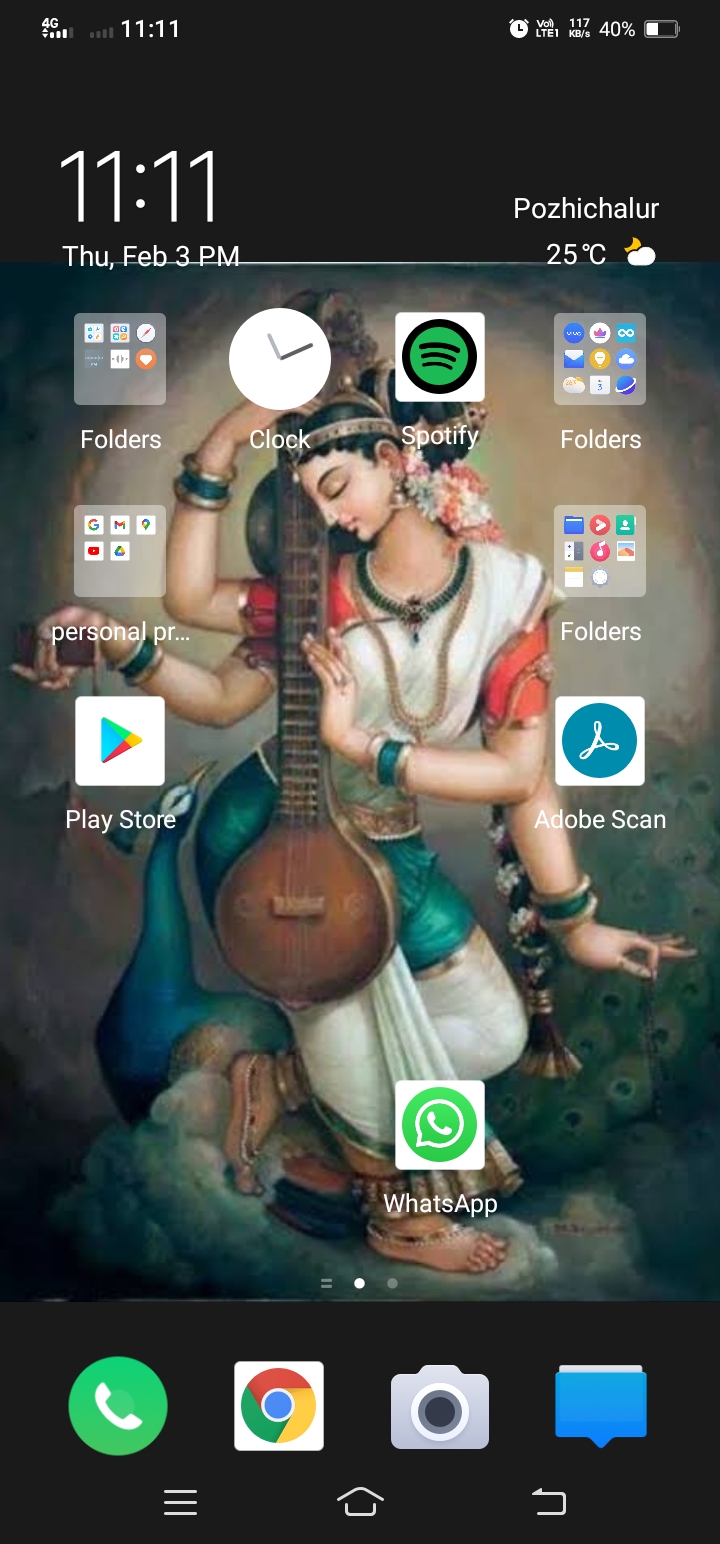 4G 11:11 Vo) LTE1 117 KB/s 40%
11:11
Pozhichalur
Thu, Feb 3 PM 25°C
Folders Clock Spotify Folders
personal pr... Folders
Play Store Adobe Scan
WhatsApp